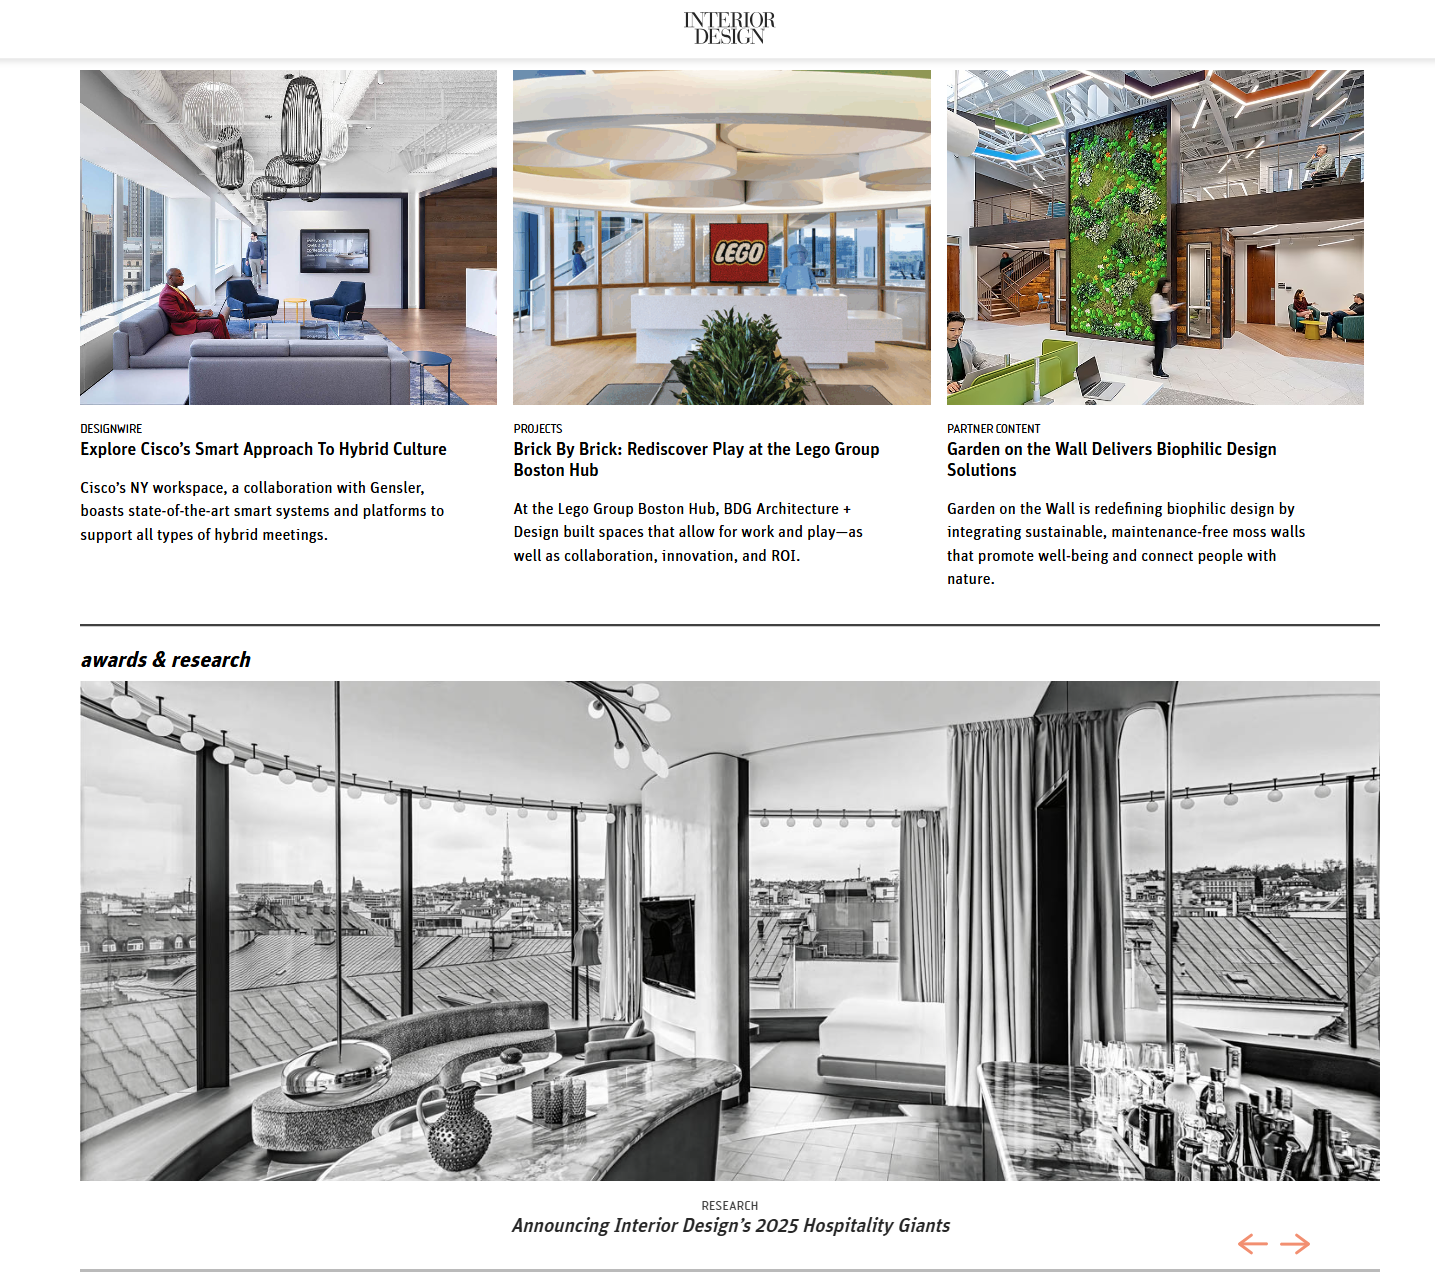 INTERIOR
DESIGN
LEGO
DESIGNWIRE
Explore Cisco’s Smart Approach To Hybrid Culture
Cisco’s NY workspace, a collaboration with Gensler,
boasts state-of-the-art smart systems and platforms to
support all types of hybrid meetings.
PROJECTS
Brick By Brick: Rediscover Play at the Lego Group
Boston Hub
At the Lego Group Boston Hub, BDG Architecture +
Design built spaces that allow for work and play—as
well as collaboration, innovation, and ROI.
PARTNER CONTENT
Garden on the Wall Delivers Biophilic Design
Solutions
Garden on the Wall is redefining biophilic design by
integrating sustainable, maintenance-free moss walls
that promote well-being and connect people with
nature.
awards & research
RESEARCH
Announcing Interior Design’s 2025 Hospitality Giants